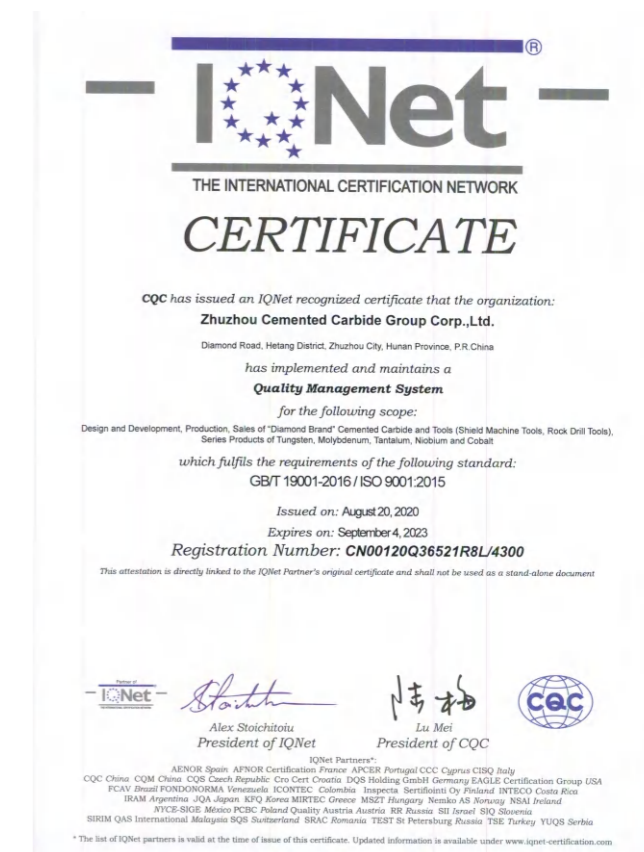 IQNet ®
THE INTERNATIONAL CERTIFICATION NETWORK
CERTIFICATE
CQC has issued an IQNet recognized certificate that the organization:
Zhuzhou Cemented Carbide Group Corp.,Ltd.
Diamond Road, Hetang District, Zhuzhou City, Hunan Province, P.R.China
has implemented and maintains a
Quality Management System
for the following scope:
Design and Development, Production, Sales of "Diamond Brand" Cemented Carbide and Tools (Shield Machine Tools, Rock Drill Tools),
Series Products of Tungsten, Molybdenum, Tantalum, Niobium and Cobalt
which fulfils the requirements of the following standard:
GB/T 19001-2016 / ISO 9001:2015
Issued on: August 20, 2020
Expires on: September 4, 2023
Registration Number: CN00120Q36521R8L/4300
This attestation is directly linked to the IQNet Partner's original certificate and shall not be used as a stand-alone document
Partner of
IQNet
陆梅
CQC
Alex Stoichitoiu
President of IQNet
Lu Mei
President of CQC
IQNet Partners*:
AENOR Spain AFNOR Certification France APCER Portugal CCC Cyprus CISQ Italy
CQC China CQM China CQS Czech Republic Cro Cert Croatia DQS Holding GmbH Germany EAGLE Certification Group USA
FCAV Brazil FONDONORMA Venezuela ICONTEC Colombia Inspecta Sertifiointi Oy Finland INTECO Costa Rica
IRAM Argentina JQA Japan KFQ Korea MIRTEC Greece MSZT Hungary Nemko AS Norway NSAI Ireland
NYCE-SIGE México PCBC Poland Quality Austria Austria RR Russia SII Israel SIQ Slovenia
SIRIM QAS International Malaysia SQS Switzerland SRAC Romania TEST St Petersburg Russia TSE Turkey YUQS Serbia
* The list of IQNet partners is valid at the time of issue of this certificate. Updated information is available under www.iqnet-certification.com